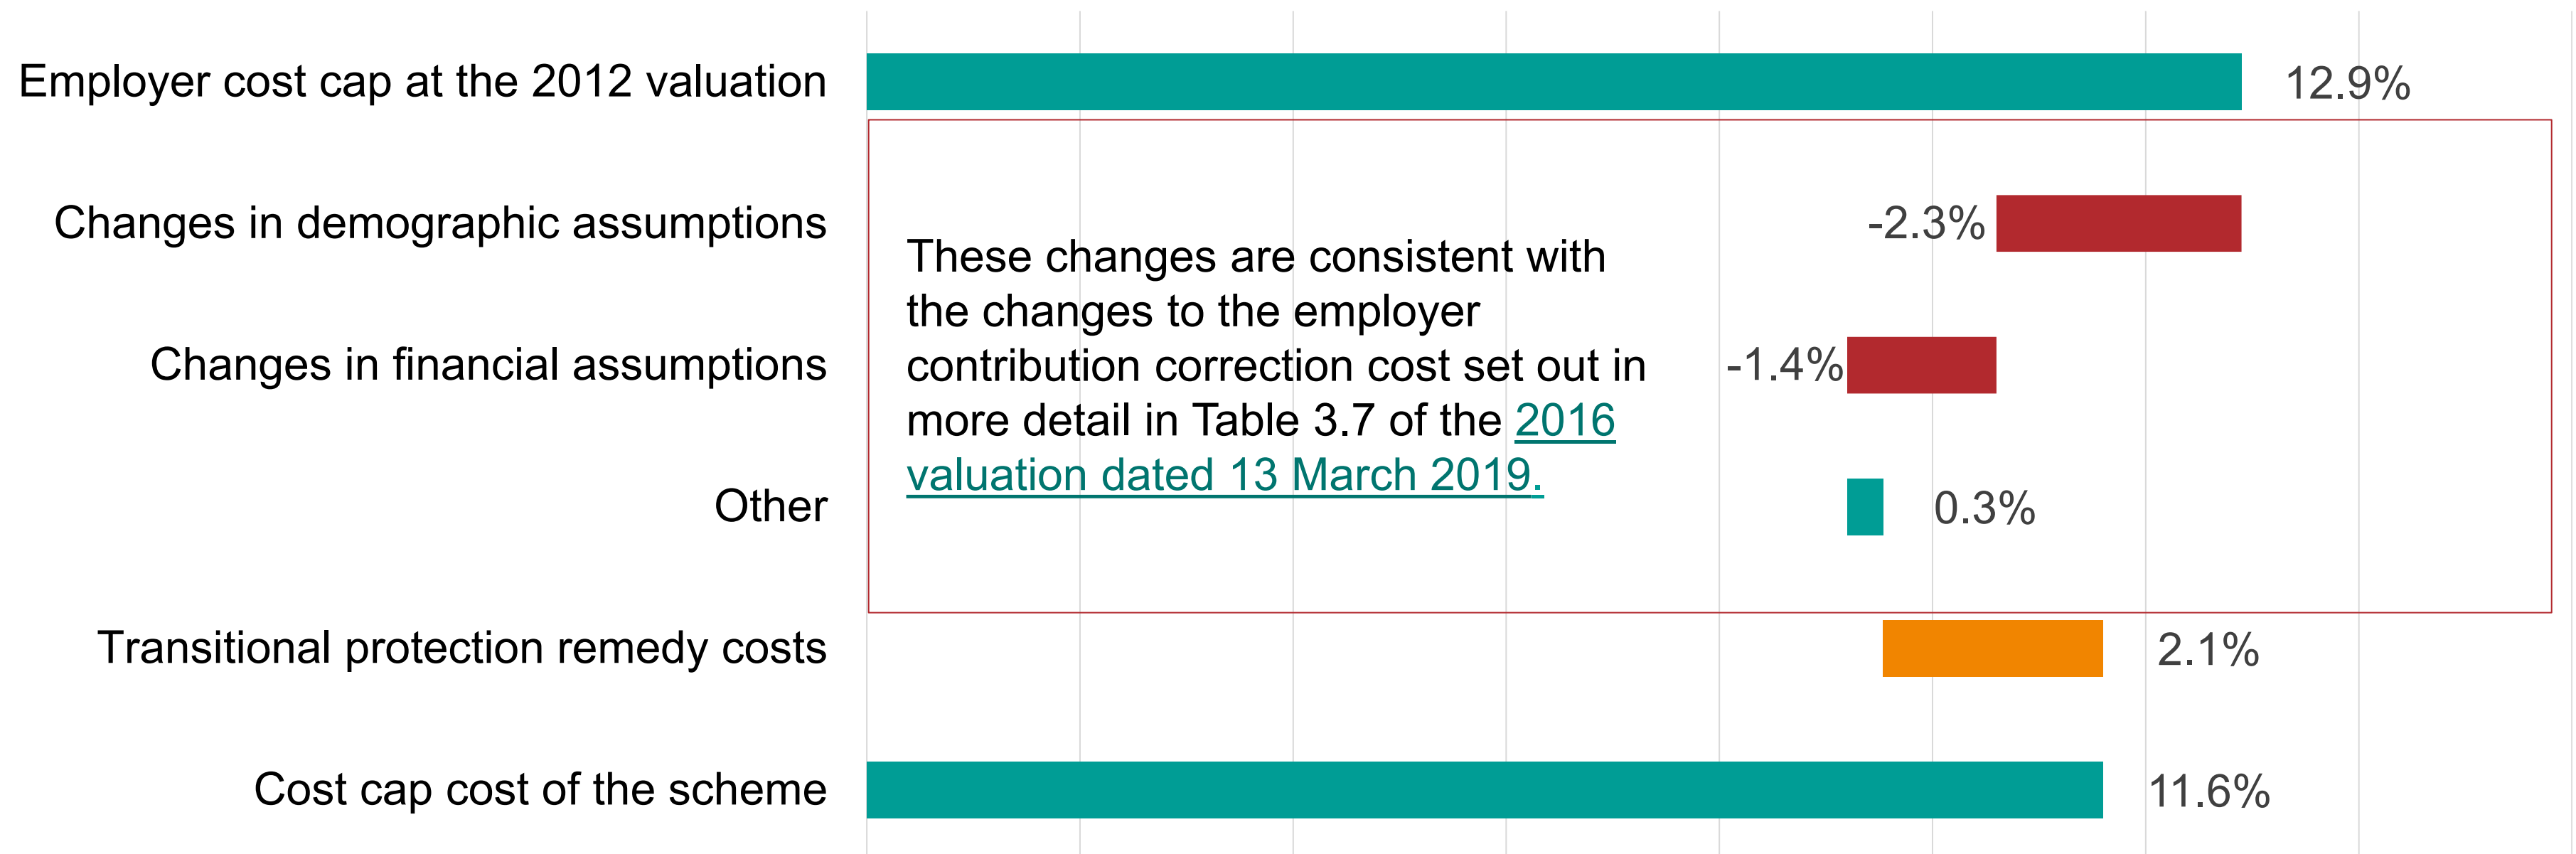 Employer cost cap at the 2012 valuation 12.9%
Changes in demographic assumptions -2.3%
These changes are consistent with
the changes to the employer
contribution correction cost set out in
more detail in Table 3.7 of the 2016
valuation dated 13 March 2019.
Changes in financial assumptions -1.4%
Other 0.3%
Transitional protection remedy costs 2.1%
Cost cap cost of the scheme 11.6%